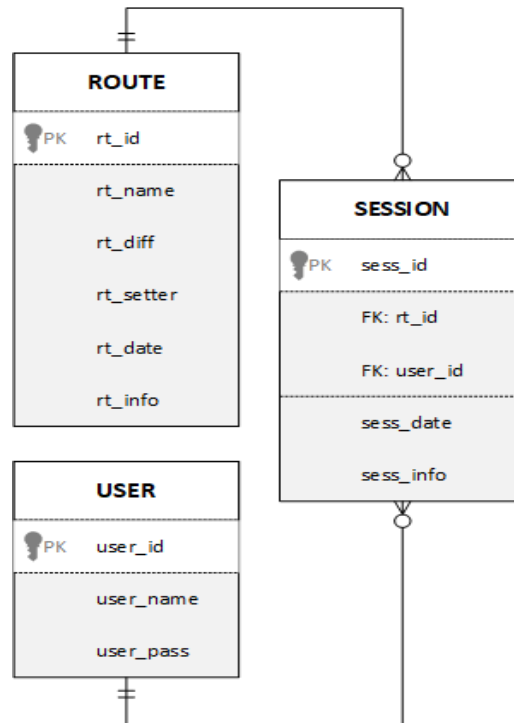 ROUTE
PK rt_id
rt_name
rt_diff
rt_setter
rt_date
rt_info
SESSION
PK sess_id
FK: rt_id
FK: user_id
sess_date
sess_info
USER
PK user_id
user_name
user_pass